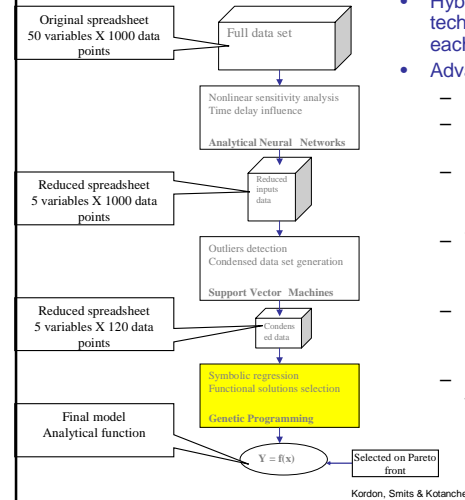 Original spreadsheet
50 variables X 1000 data
points
Full data set
Nonlinear sensitivity analysis
Time delay influence
Analytical Neural Networks
Reduced spreadsheet
5 variables X 1000 data
points
Reduced
inputs
data
Outliers detection
Condensed data set generation
Support Vector Machines
Reduced spreadsheet
5 variables X 120 data
points
Condens
ed data
Symbolic regression
Functional solutions selection
Genetic Programming
Final model
Analytical function
Y = f(x)
Selected on Pareto
front
• Hyb
tech
each
• Adva
–
–
–
–
–
–
Kordon, Smits & Kotanche